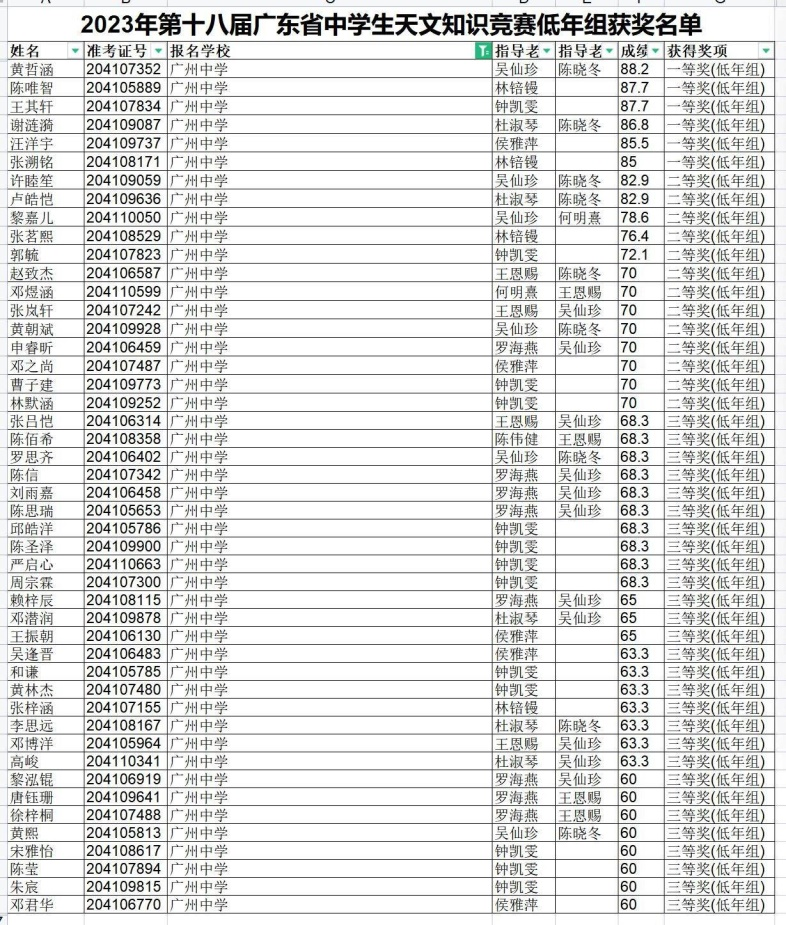 2023年第十八届广东省中学生天文知识竞赛低年组获奖名单
姓名 准考证号 报名学校 指导老 指导老 成绩 获得奖项
黄哲涵 204107352 广州中学 吴仙珍 陈晓冬 88.2 一等奖(低年组)
陈唯智 204105889 广州中学 林锫镘 87.7 一等奖(低年组)
王其轩 204107834 广州中学 钟凯雯 87.7 一等奖(低年组)
谢涟漪 204109087 广州中学 杜淑琴 陈晓冬 86.8 一等奖(低年组)
汪洋宇 204109737 广州中学 侯雅萍 85.5 一等奖(低年组)
张溯铭 204108171 广州中学 林锫镘 85 一等奖(低年组)
许睦笙 204109059 广州中学 吴仙珍 陈晓冬 82.9 二等奖(低年组)
卢皓恺 204109636 广州中学 杜淑琴 陈晓冬 82.9 二等奖(低年组)
黎嘉儿 204110050 广州中学 吴仙珍 何明熹 78.6 二等奖(低年组)
张茗熙 204108529 广州中学 林锫镘 76.4 二等奖(低年组)
郭毓 204107823 广州中学 钟凯雯 72.1 二等奖(低年组)
赵致杰 204106587 广州中学 王恩赐 陈晓冬 70 二等奖(低年组)
邓煜涵 204110599 广州中学 何明熹 王恩赐 70 二等奖(低年组)
张岚轩 204107242 广州中学 王恩赐 吴仙珍 70 二等奖(低年组)
黄朝斌 204109928 广州中学 吴仙珍 陈晓冬 70 二等奖(低年组)
申睿昕 204106459 广州中学 罗海燕 吴仙珍 70 二等奖(低年组)
邓之尚 204107487 广州中学 侯雅萍 70 二等奖(低年组)
曹子建 204109773 广州中学 钟凯雯 70 二等奖(低年组)
林默涵 204109252 广州中学 钟凯雯 70 二等奖(低年组)
张吕恺 204106314 广州中学 王恩赐 吴仙珍 68.3 三等奖(低年组)
陈佰希 204108358 广州中学 陈伟健 王恩赐 68.3 三等奖(低年组)
罗思齐 204106402 广州中学 吴仙珍 陈晓冬 68.3 三等奖(低年组)
陈信 204107342 广州中学 罗海燕 吴仙珍 68.3 三等奖(低年组)
刘雨嘉 204106458 广州中学 罗海燕 吴仙珍 68.3 三等奖(低年组)
陈思瑞 204105653 广州中学 罗海燕 吴仙珍 68.3 三等奖(低年组)
邱皓洋 204105786 广州中学 钟凯雯 68.3 三等奖(低年组)
陈圣泽 204109900 广州中学 钟凯雯 68.3 三等奖(低年组)
严启心 204110663 广州中学 钟凯雯 68.3 三等奖(低年组)
周宗霖 204107300 广州中学 钟凯雯 68.3 三等奖(低年组)
赖梓辰 204108115 广州中学 罗海燕 吴仙珍 65 三等奖(低年组)
邓潜润 204109878 广州中学 杜淑琴 吴仙珍 65 三等奖(低年组)
王振朝 204106130 广州中学 侯雅萍 65 三等奖(低年组)
吴逢晋 204106483 广州中学 侯雅萍 63.3 三等奖(低年组)
和谦 204105785 广州中学 钟凯雯 63.3 三等奖(低年组)
黄林杰 204107480 广州中学 钟凯雯 63.3 三等奖(低年组)
张梓涵 204107155 广州中学 林锫镘 63.3 三等奖(低年组)
李思远 204108167 广州中学 杜淑琴 陈晓冬 63.3 三等奖(低年组)
邓博洋 204105964 广州中学 王恩赐 吴仙珍 63.3 三等奖(低年组)
高峻 204110341 广州中学 杜淑琴 吴仙珍 63.3 三等奖(低年组)
黎泓锟 204106919 广州中学 罗海燕 吴仙珍 60 三等奖(低年组)
唐钰珊 204109641 广州中学 罗海燕 王恩赐 60 三等奖(低年组)
徐梓桐 204107488 广州中学 罗海燕 王恩赐 60 三等奖(低年组)
黄熙 204105813 广州中学 吴仙珍 陈晓冬 60 三等奖(低年组)
宋雅怡 204108617 广州中学 钟凯雯 60 三等奖(低年组)
陈莹 204107894 广州中学 钟凯雯 60 三等奖(低年组)
朱宸 204109815 广州中学 钟凯雯 60 三等奖(低年组)
邓君华 204106770 广州中学 侯雅萍 60 三等奖(低年组)